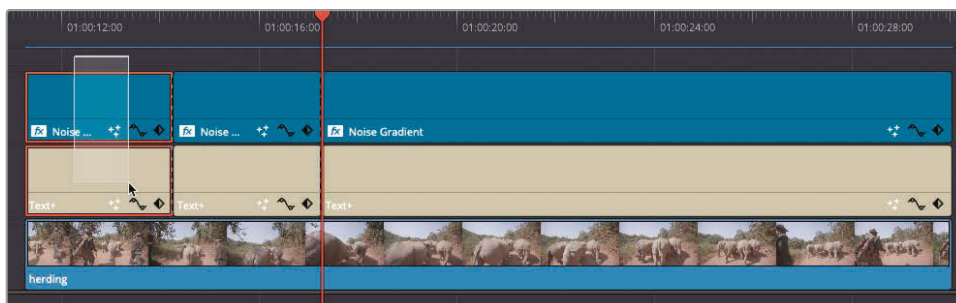 01:00:12:00 01:00:16:00 01:00:20:00 01:00:24:00 01:00:28:00
fx Noise ... fx Noise ... fx Noise Gradient
Text+ Text+ Text+
herding